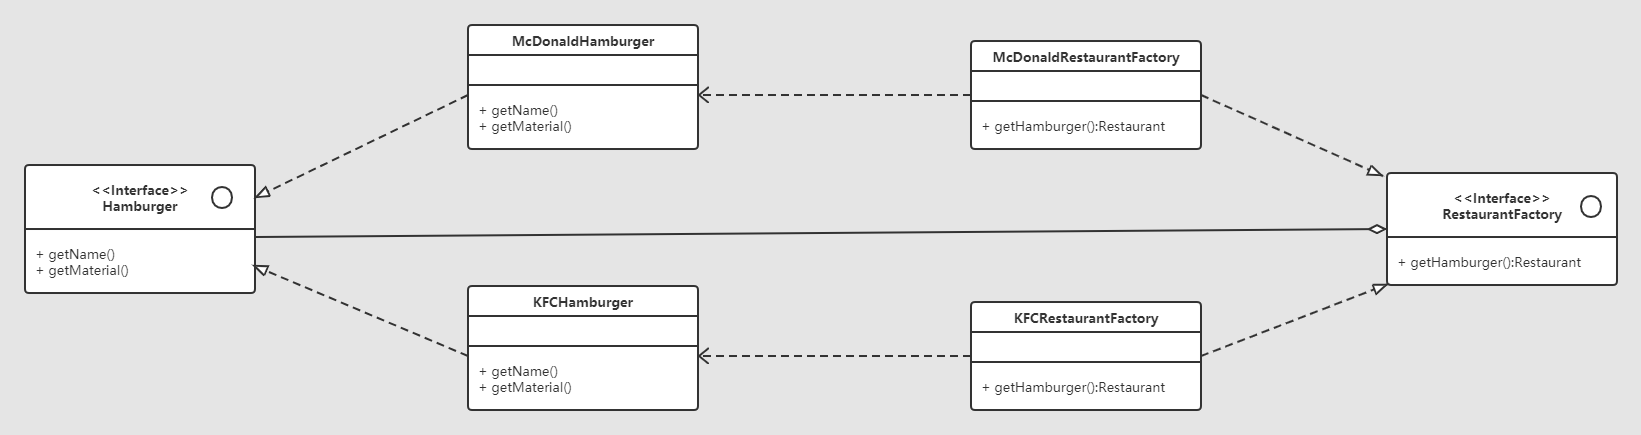 McDonaldHamburger
+ getName()
+ getMaterial()
McDonaldRestaurantFactory
+ getHamburger():Restaurant
<<Interface>>
Hamburger
+ getName()
+ getMaterial()
<<Interface>>
RestaurantFactory
+ getHamburger():Restaurant
KFCHamburger
+ getName()
+ getMaterial()
KFCRestaurantFactory
+ getHamburger():Restaurant